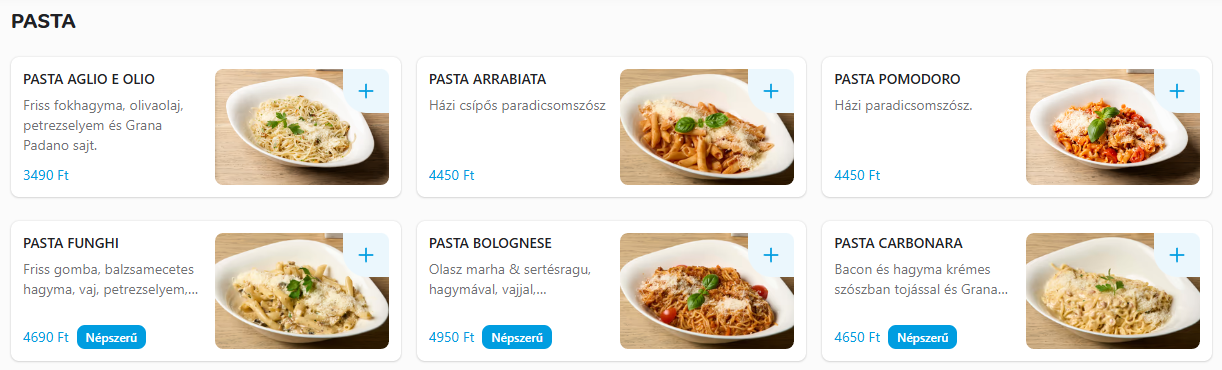 PASTA
PASTA AGLIO E OLIO
Friss fokhagyma, olivaolaj,
petrezselyem és Grana
Padano sajt.
3490 Ft
PASTA ARRABIATA
Házi csípős paradicsomszósz
4450 Ft
PASTA POMODORO
Házi paradicsomszósz.
4450 Ft
PASTA FUNGHI
Friss gomba, balzsamecetes
hagyma, vaj, petrezselyem,...
4690 Ft Népszerű
PASTA BOLOGNESE
Olasz marha & sertésragu,
hagymával, vajjal,...
4950 Ft Népszerű
PASTA CARBONARA
Bacon és hagyma krémes
szószban tojással és Grana...
4650 Ft Népszerű